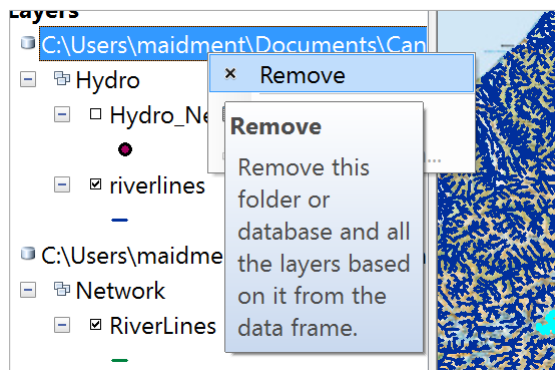 Layers
C:\Users\maidment\Documents\Can
Remove
Hydro
Hydro_Ne
Remove
Remove this
folder or
database and all
the layers based
on it from the
data frame.
...
riverlines
C:\Users\maidme
Network
RiverLines